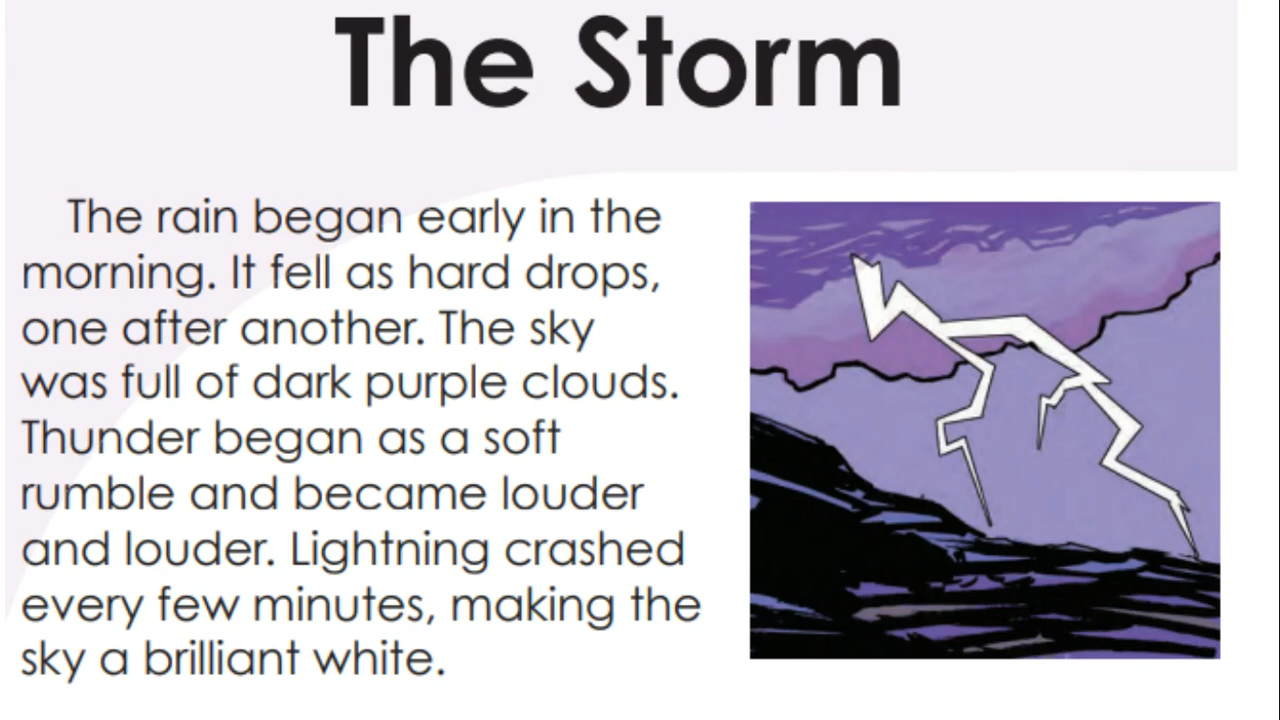 The Storm
The rain began early in the
morning. It fell as hard drops,
one after another. The sky
was full of dark purple clouds.
Thunder began as a soft
rumble and became louder
and louder. Lightning crashed
every few minutes, making the
sky a brilliant white.